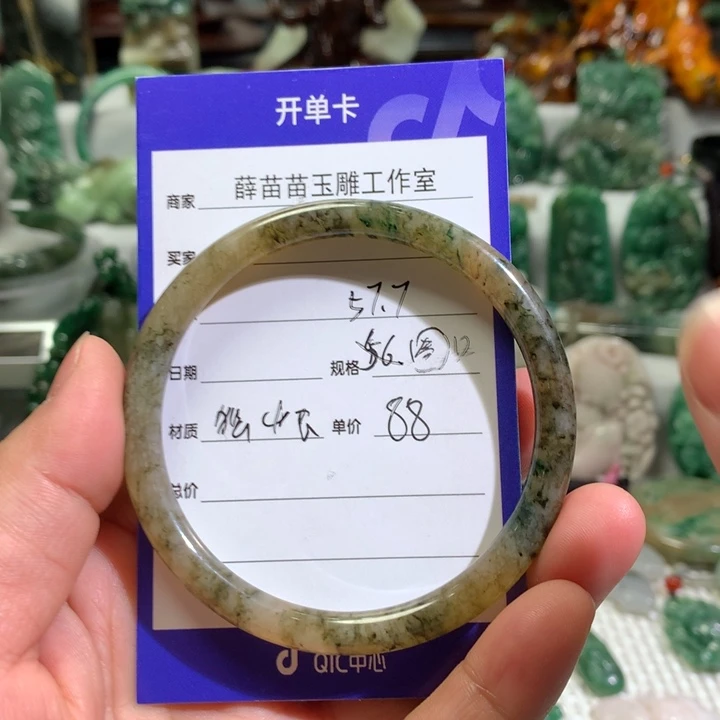 开单卡
商家 薛苗苗玉雕工作室
买家
57.7
日期 规格 56.
材质 单价 88
总价
QIC中心